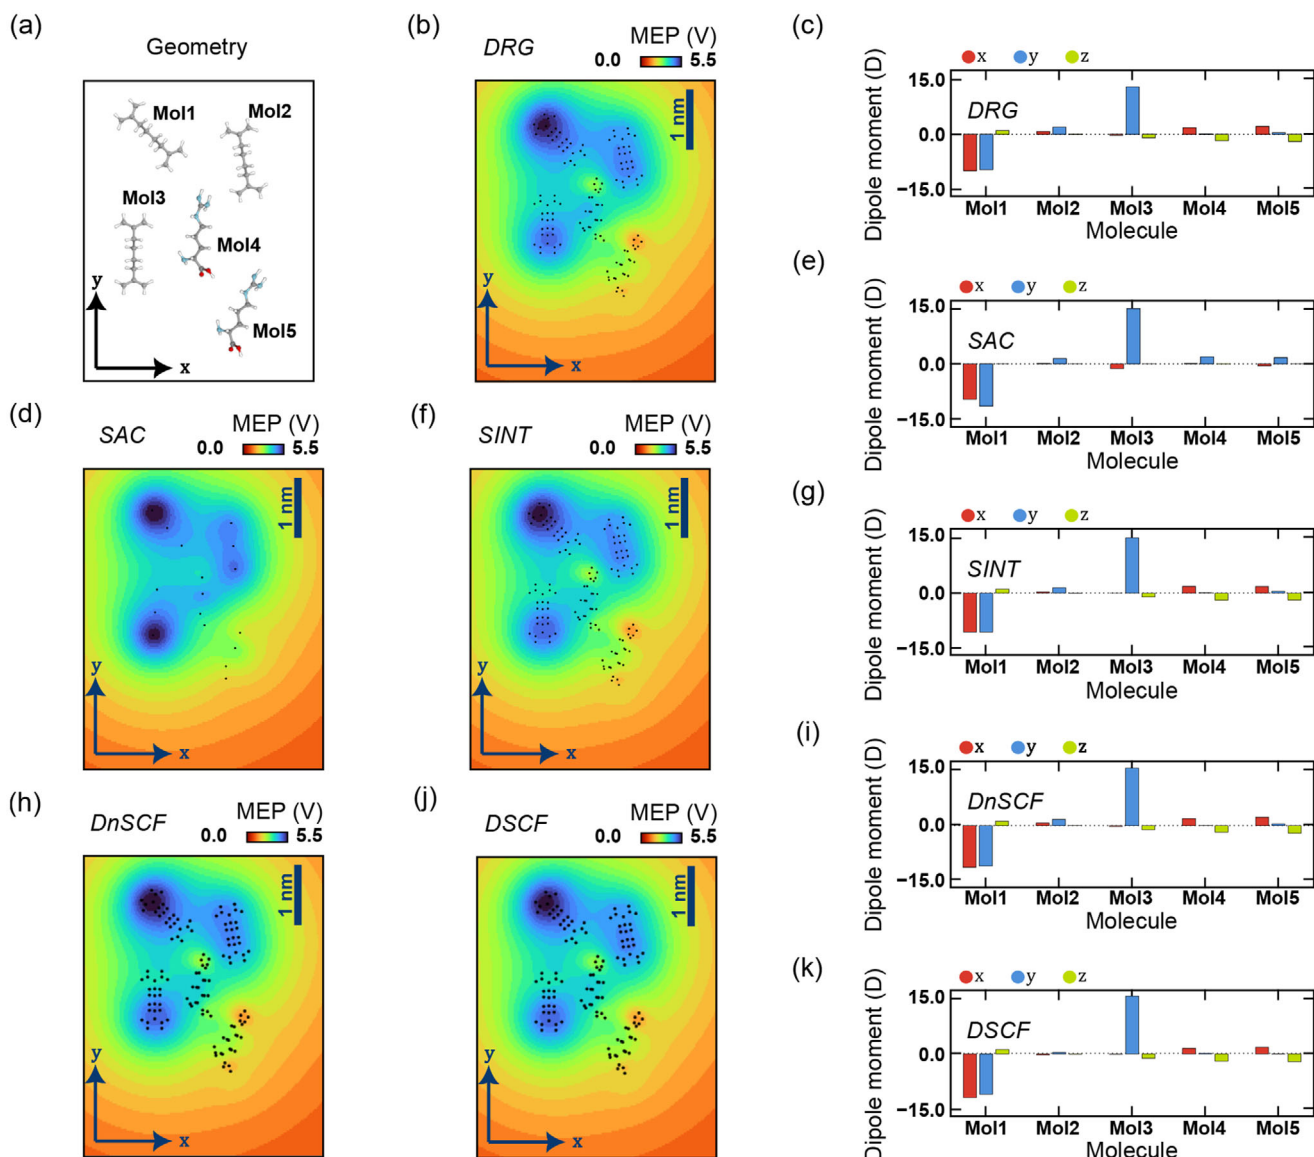 (a)
Geometry
Mol1
Mol2
Mol3
Mol4
Mol5
y
x
(b)
DRG
MEP (V)
0.0
5.5
1 nm
y
x
(c)
x
y
z
15.0
0.0
−15.0
DRG
Dipole moment (D)
Mol1 Mol2 Mol3 Mol4 Mol5
Molecule
(e)
x
y
z
15.0
0.0
−15.0
SAC
Dipole moment (D)
Mol1 Mol2 Mol3 Mol4 Mol5
Molecule
(d)
SAC
MEP (V)
0.0
5.5
1 nm
y
x
(f)
SINT
MEP (V)
0.0
5.5
1 nm
y
x
(g)
x
y
z
15.0
0.0
−15.0
SINT
Dipole moment (D)
Mol1 Mol2 Mol3 Mol4 Mol5
Molecule
(h)
DnSCF
MEP (V)
0.0
5.5
1 nm
y
x
(j)
DSCF
MEP (V)
0.0
5.5
1 nm
y
x
(i)
x
y
z
15.0
0.0
−15.0
DnSCF
Dipole moment (D)
Mol1 Mol2 Mol3 Mol4 Mol5
Molecule
(k)
x
y
z
15.0
0.0
−15.0
DSCF
Dipole moment (D)
Mol1 Mol2 Mol3 Mol4 Mol5
Molecule